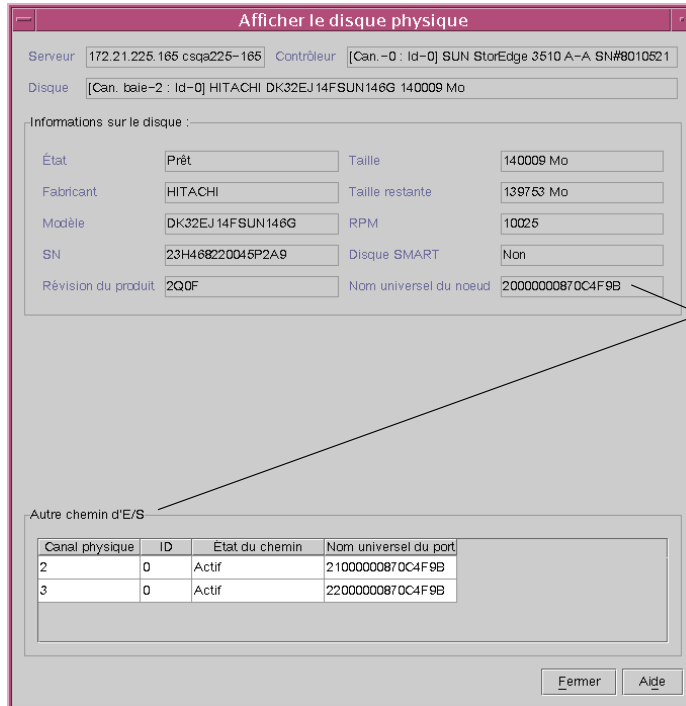 Afficher le disque physique
Serveur 172.21.225.165 csqa225-165 Contrôleur [Can.-0 : Id-0] SUN StorEdge 3510 A-A SN#8010521
Disque [Can. baie-2 : Id-0] HITACHI DK32EJ14FSUN146G 140009 Mo
Informations sur le disque :
État Prêt Taille 140009 Mo
Fabricant HITACHI Taille restante 139753 Mo
Modèle DK32EJ14FSUN146G RPM 10025
SN 23H468220045P2A9 Disque SMART Non
Révision du produit 2Q0F Nom universel du noeud 20000000870C4F9B
Autre chemin d'E/S
Canal physique ID État du chemin Nom universel du port
2 0 Actif 21000000870C4F9B
3 0 Actif 22000000870C4F9B
Fermer Aide